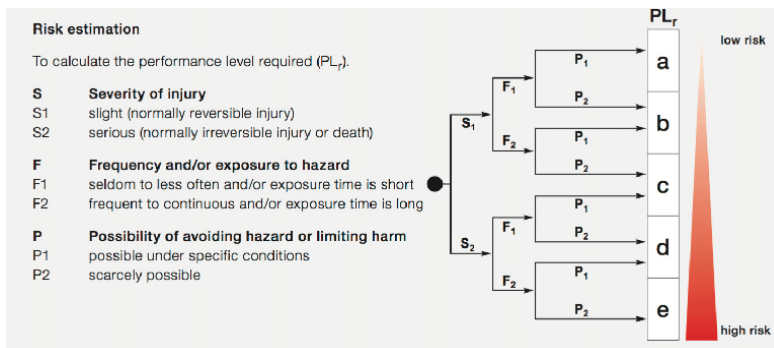 Risk estimation
To calculate the performance level required (PLr).
S Severity of injury
S1 slight (normally reversible injury)
S2 serious (normally irreversible injury or death)
F Frequency and/or exposure to hazard
F1 seldom to less often and/or exposure time is short
F2 frequent to continuous and/or exposure time is long
P Possibility of avoiding hazard or limiting harm
P1 possible under specific conditions
P2 scarcely possible
PLr
low risk
P1
a
F1
P2
S1
b
P1
F2
P2
c
P1
F1
P2
S2
d
P1
F2
P2
e
high risk